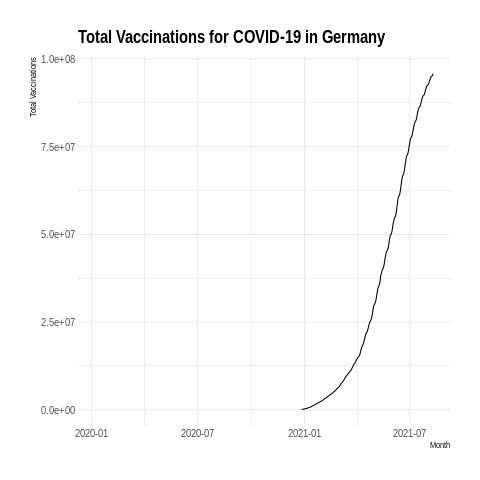 Total Vaccinations for COVID-19 in Germany
Total Vaccinations
1.0e+08
7.5e+07
5.0e+07
2.5e+07
0.0e+00
2020-01 2020-07 2021-01 2021-07
Month